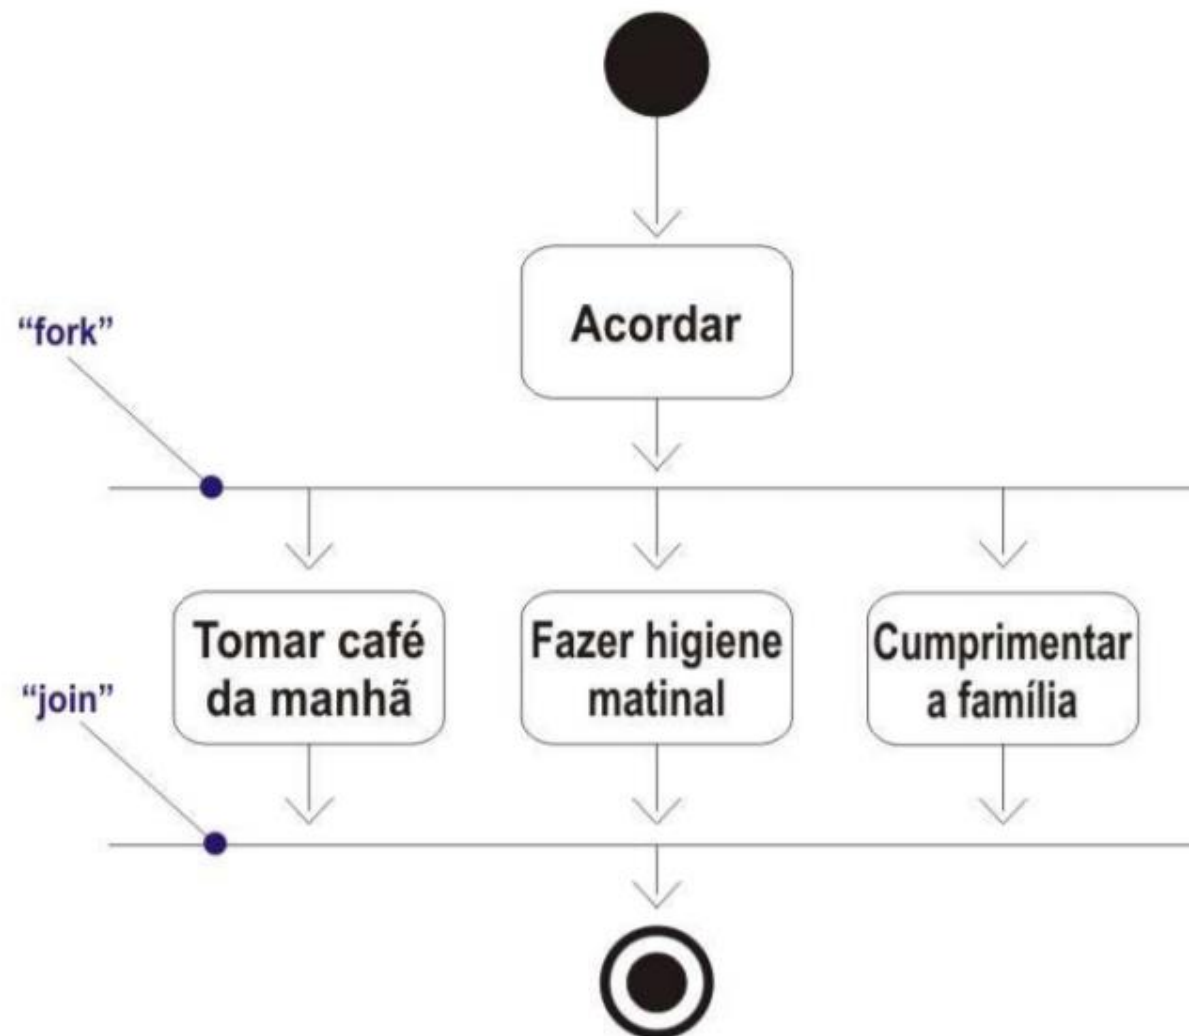 Acordar
“fork”
Tomar café
da manhã
Fazer higiene
matinal
Cumprimentar
a família
“join”